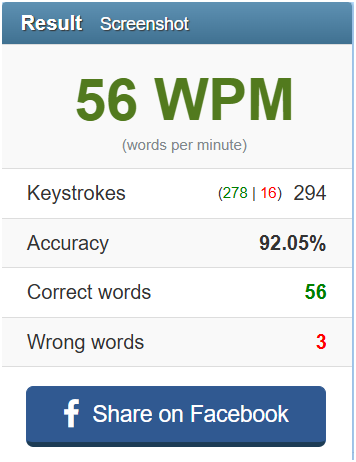 Result Screenshot
56 WPM
(words per minute)
Keystrokes (278 | 16) 294
Accuracy 92.05%
Correct words 56
Wrong words 3
Share on Facebook